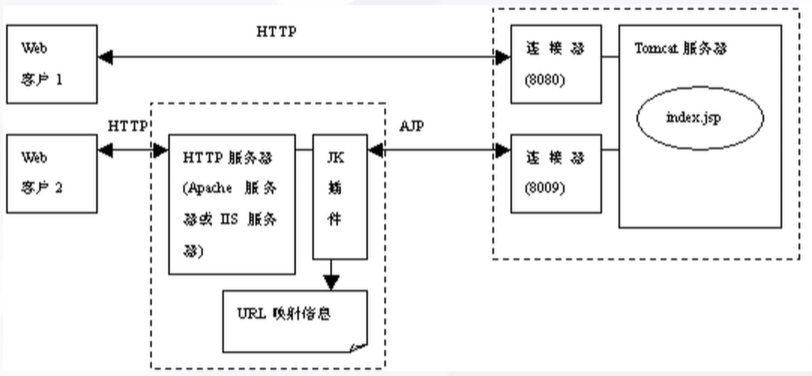 HTTP
Web
客户 1
连接器
(8080)
Tomcat 服务器
index.jsp
HTTP
AJP
Web
客户 2
HTTP 服务器
(Apache 服务
器或 IIS 服务
器)
JK
插
件
连接器
(8009)
URL 映射信息